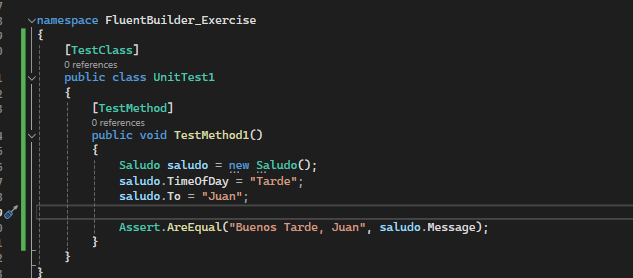 namespace FluentBuilder_Exercise
{
[TestClass]
0 references
public class UnitTest1
{
[TestMethod]
0 references
public void TestMethod1()
{
Saludo saludo = new Saludo();
saludo.TimeOfDay = "Tarde";
saludo.To = "Juan";
Assert.AreEqual("Buenos Tarde, Juan", saludo.Message);
}
}
}